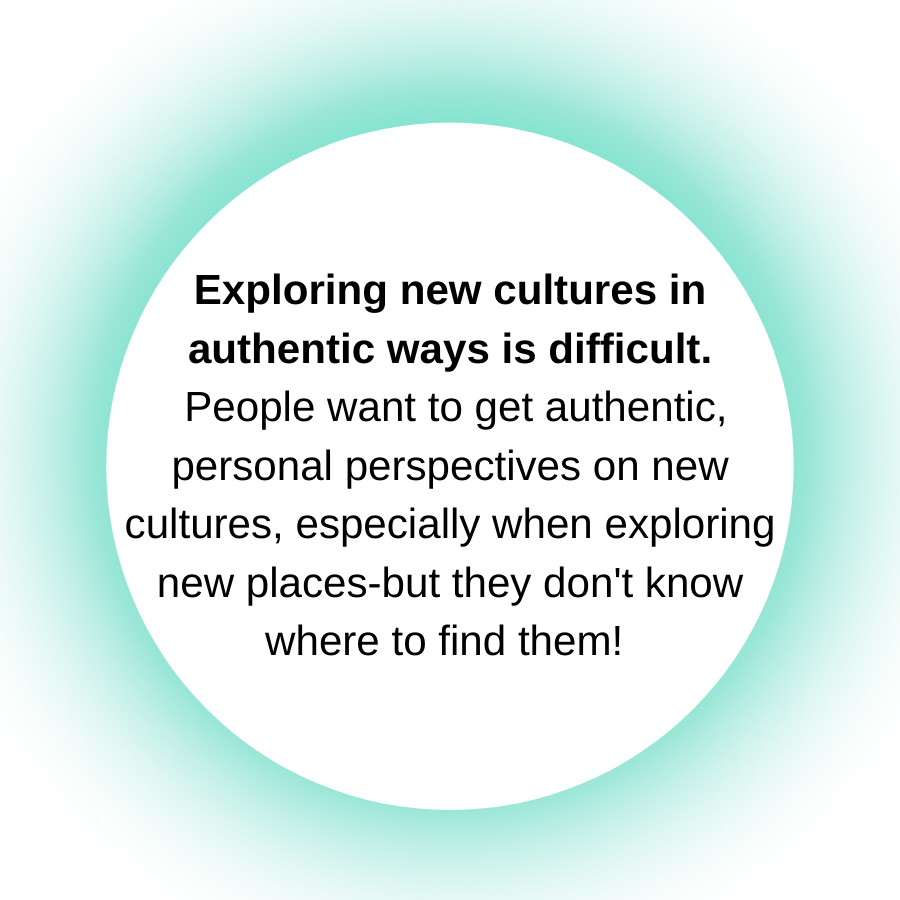 Exploring new cultures in
authentic ways is difficult.
People want to get authentic,
personal perspectives on new
cultures, especially when exploring
new places-but they don't know
where to find them!